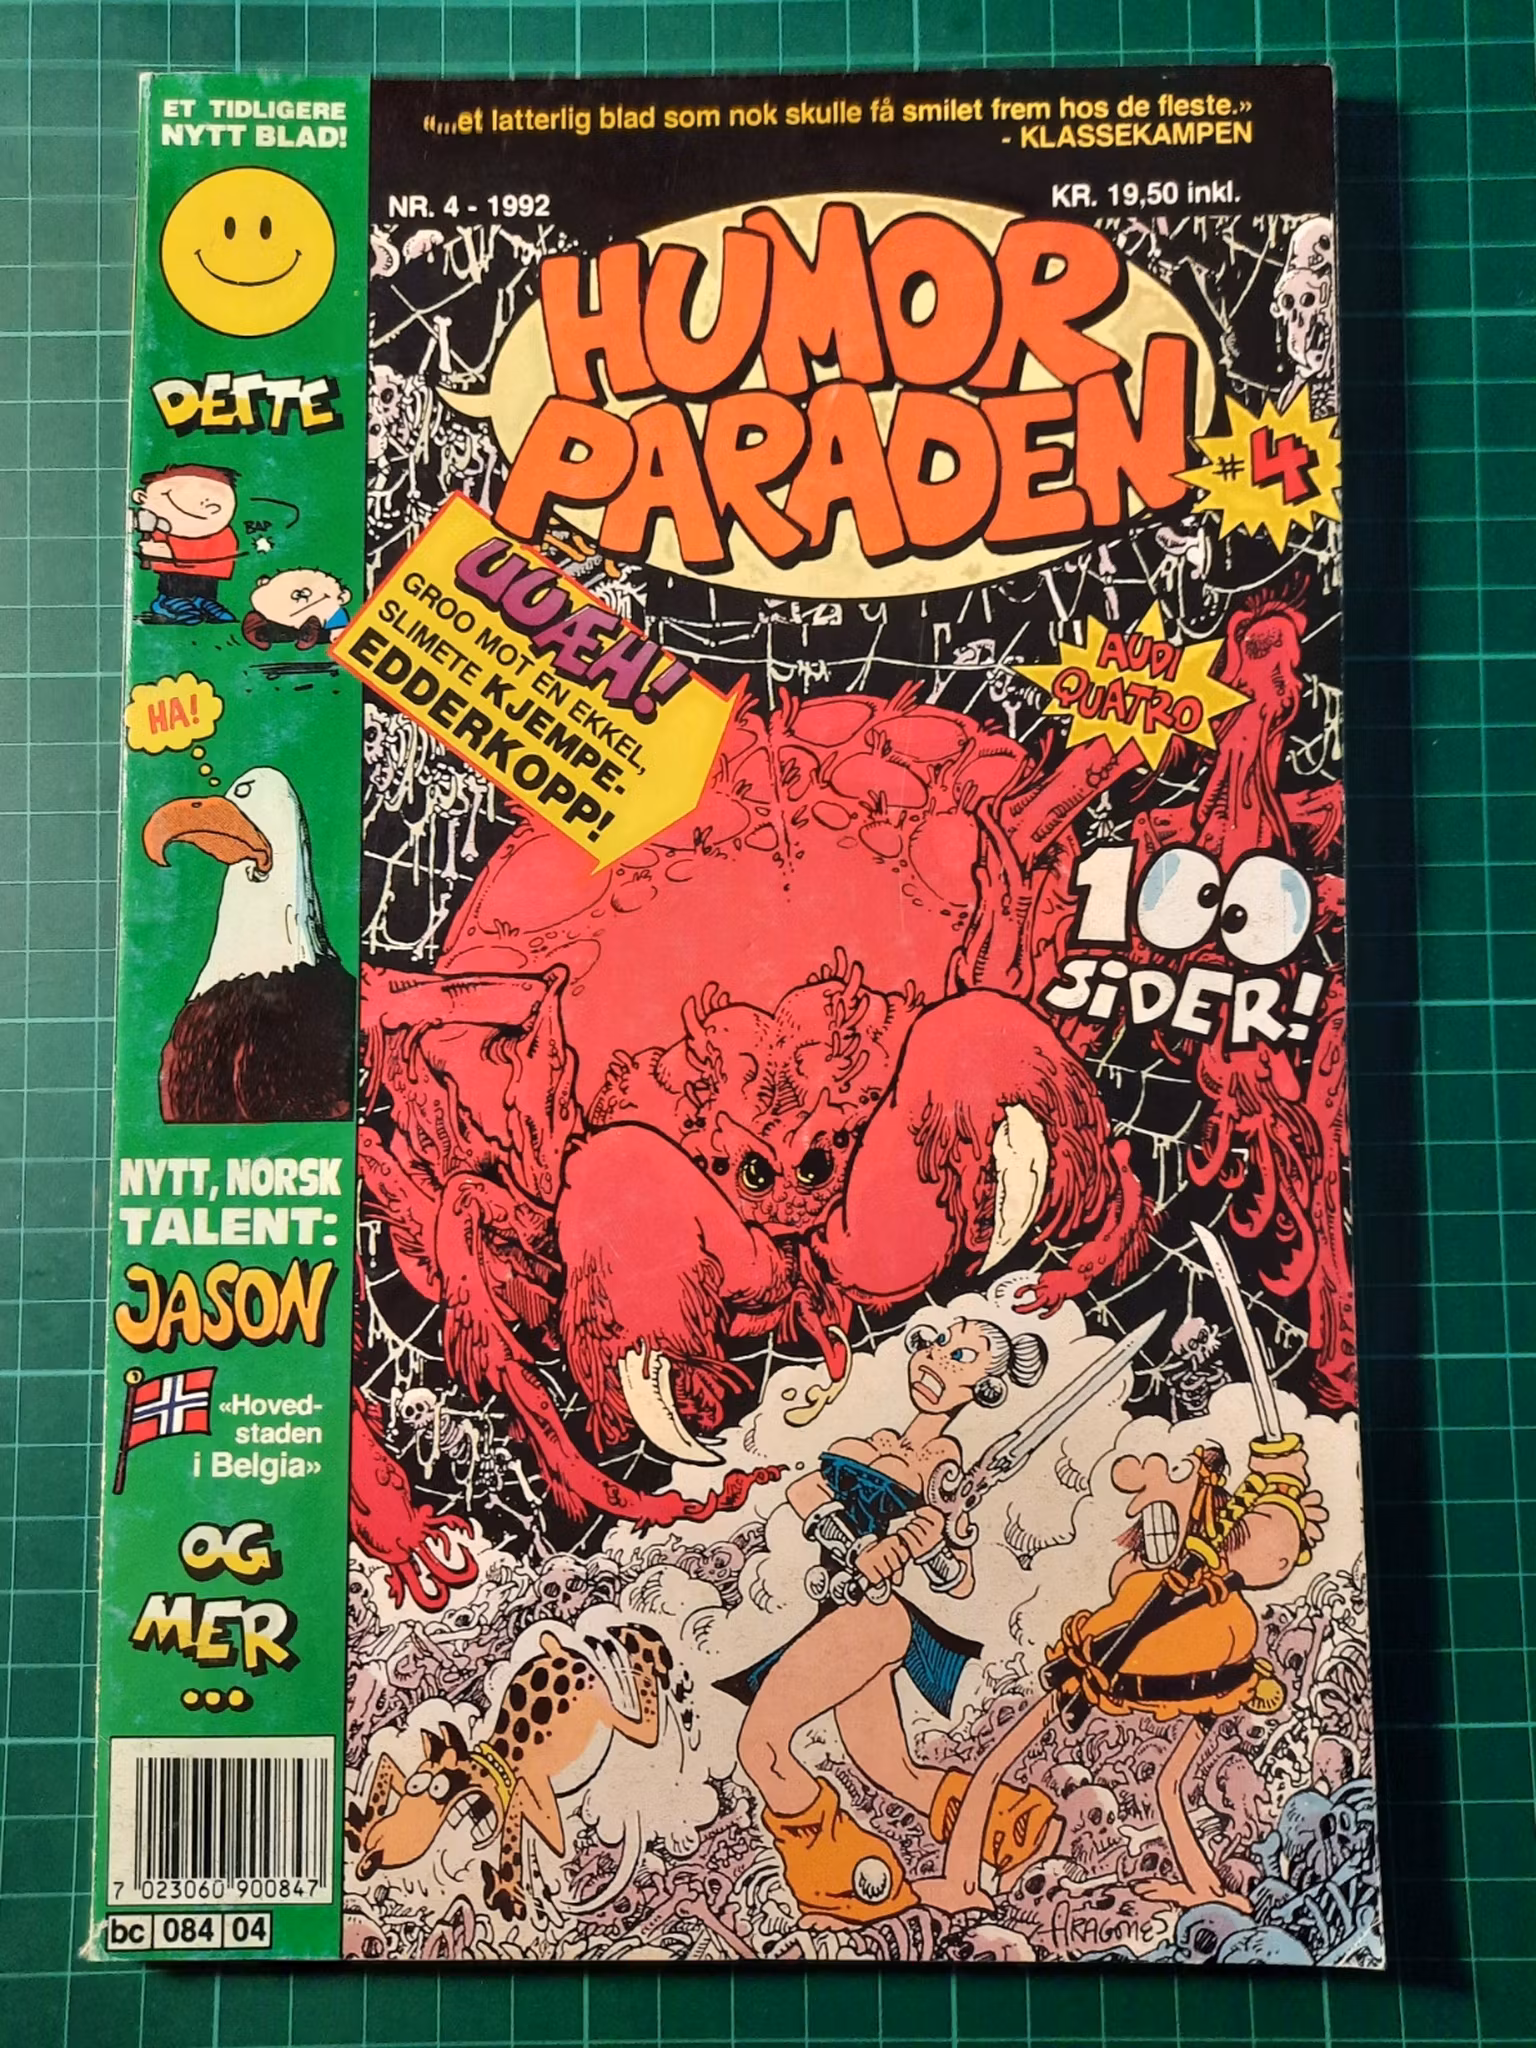 ET TIDLIGERE
NYTT BLAD!
«...et latterlig blad som nok skulle få smilet frem hos de fleste.»
- KLASSEKAMPEN
NR. 4 - 1992
KR. 19,50 inkl.
HUMOR
PARADEN
#4
DETTE
BAP
UUÆH!
GROO MOT EN EKKEL,
SLIMETE KJEMPE-
EDDERKOPP!
AUDI
QUATRO
HA!
100
SIDER!
NYTT, NORSK
TALENT:
JASON
«Hoved-
staden
i Belgia»
OG
MER
...
7 023060 900847
bc 084 04
ARAGONES